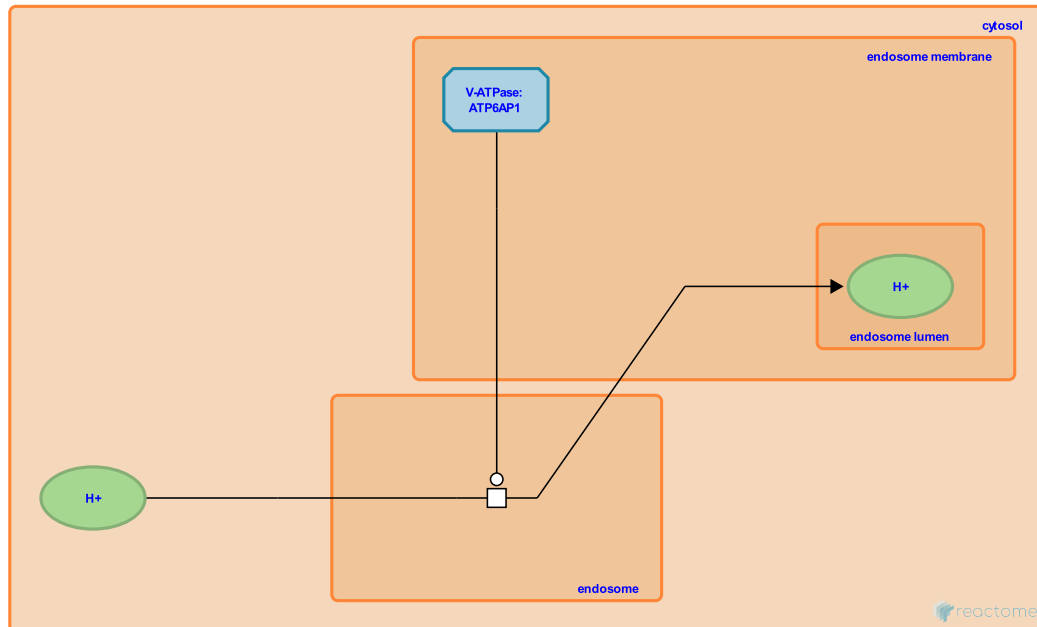 cytosol
endosome membrane
V-ATPase:
ATP6AP1
H+
endosome lumen
H+
endosome
reactome